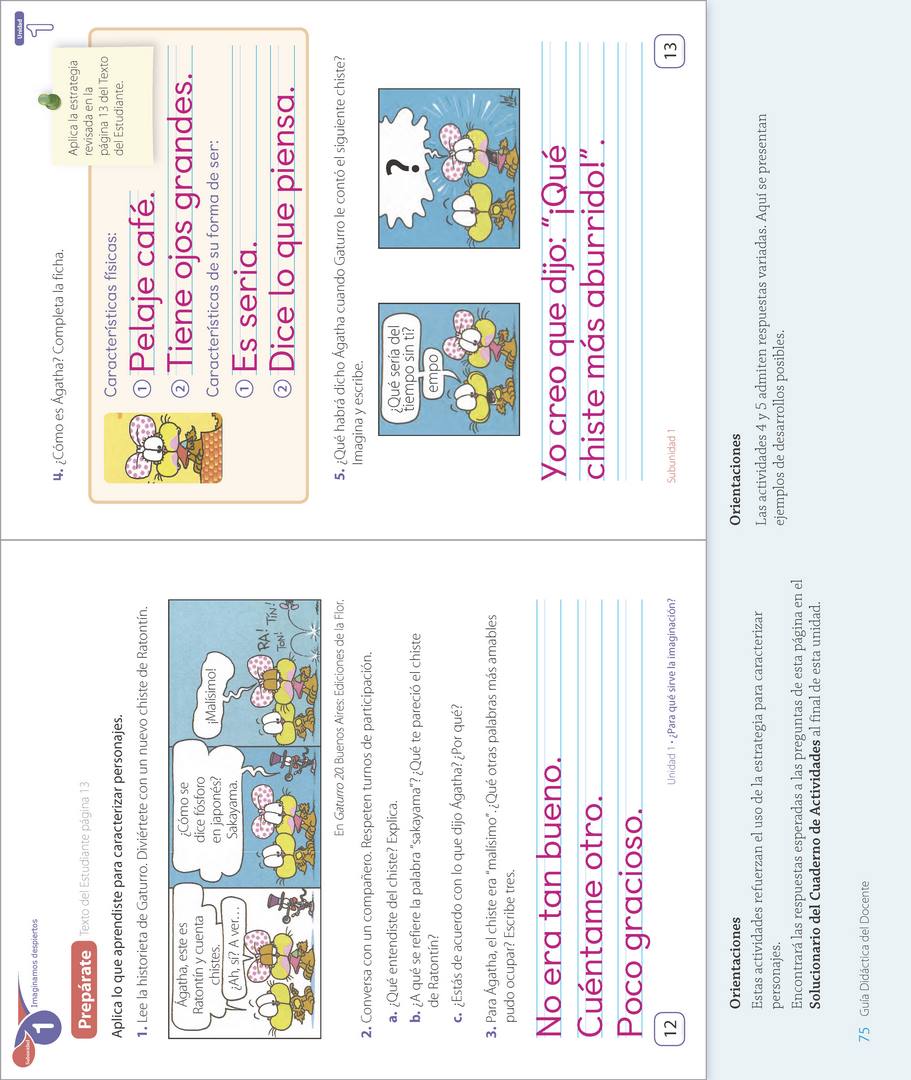 Subunidad
1
Imaginamos despiertos
Prepárate Texto del Estudiante página 13
Aplica lo que aprendiste para caracterizar personajes.
1. Lee la historieta de Gaturro. Diviértete con un nuevo chiste de Ratontín.
Ágatha, este es
Ratontín y cuenta
chistes.
¿Ah, sí? A ver...
¿Cómo se
dice fósforo
en japonés?
Sakayama.
¡Malísimo!
RA!
TIN!
TON!
En Gaturro 20. Buenos Aires: Ediciones de la Flor.
2. Conversa con un compañero. Respeten turnos de participación.
a. ¿Qué entendiste del chiste? Explica.
b. ¿A qué se refiere la palabra “sakayama”? ¿Qué te pareció el chiste
de Ratontín?
c. ¿Estás de acuerdo con lo que dijo Ágatha? ¿Por qué?
3. Para Ágatha, el chiste era “malísimo”. ¿Qué otras palabras más amables
pudo ocupar? Escribe tres.
No era tan bueno.
Cuéntame otro.
Poco gracioso.
12
Unidad 1 • ¿Para qué sirve la imaginación?
Unidad
1
4. ¿Cómo es Ágatha? Completa la ficha.
Aplica la estrategia
revisada en la
página 13 del Texto
del Estudiante.
Características físicas:
1 Pelaje café.
2 Tiene ojos grandes.
Características de su forma de ser:
1 Es seria.
2 Dice lo que piensa.
5. ¿Qué habrá dicho Ágatha cuando Gaturro le contó el siguiente chiste?
Imagina y escribe.
¿Qué sería del
tiempo sin ti?
empo
?
Yo creo que dijo: “¡Qué
chiste más aburrido!”.
Subunidad 1
13
Orientaciones
Estas actividades refuerzan el uso de la estrategia para caracterizar
personajes.
Encontrará las respuestas esperadas a las preguntas de esta página en el
Solucionario del Cuaderno de Actividades al final de esta unidad.
Orientaciones
Las actividades 4 y 5 admiten respuestas variadas. Aquí se presentan
ejemplos de desarrollos posibles.
75 Guía Didáctica del Docente